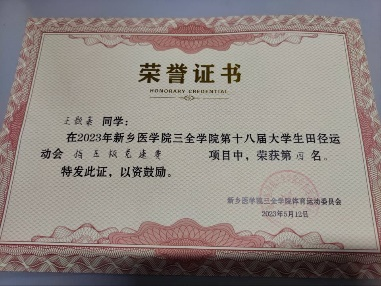 荣誉证书
HONORARY CREDENTIAL
同学:
在2023年新乡医学院三全学院第十八届大学生田径运
动会 项目中,荣获第四名。
特发此证,以资鼓励。
新乡医学院三全学院体育运动委员会
2023年5月12日